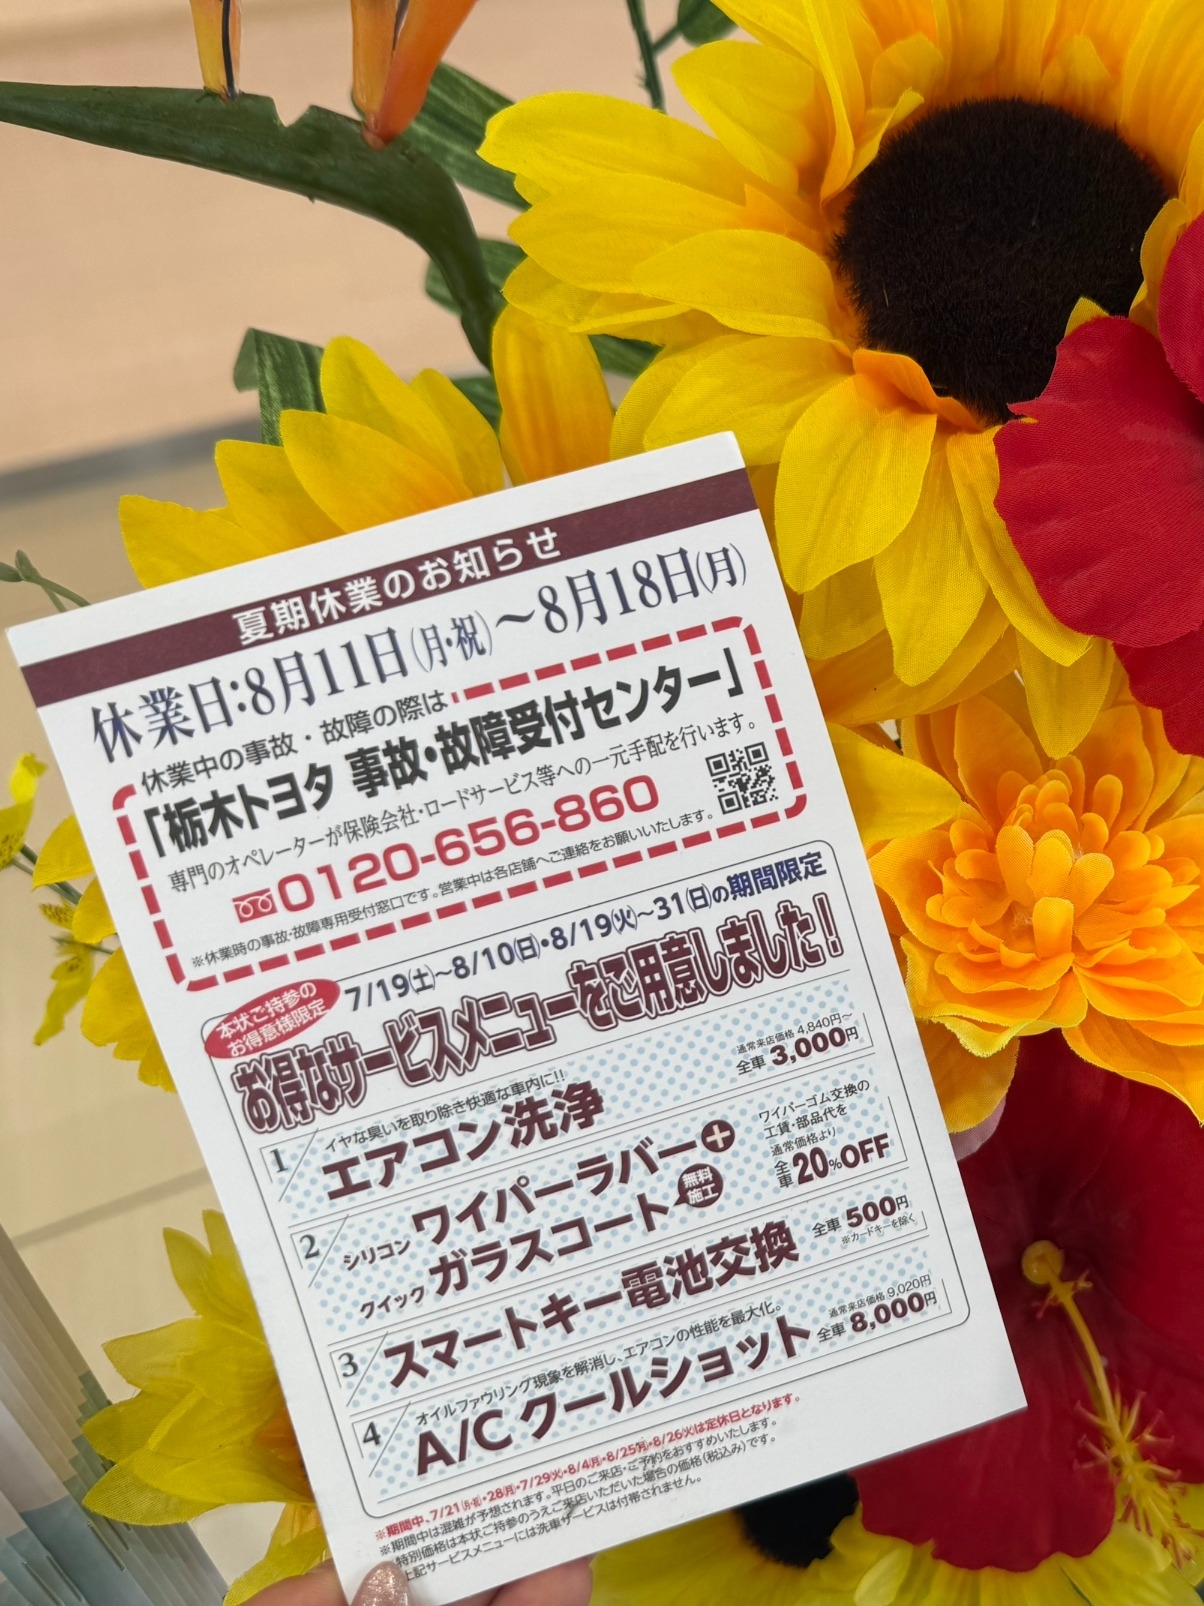 夏期休業のお知らせ
休業日:8月11日(月・祝)～8月18日(月)
休業中の事故・故障の際は
「栃木トヨタ 事故・故障受付センター」
専門のオペレーターが保険会社・ロードサービス等への一元手配を行います。
0120-656-860
※休業時の事故・故障専用受付窓口です。営業中は各店舗へご連絡をお願いいたします。
本状ご持参の
お得意様限定
7/19(土)～8/10(日)・8/19(火)～31(日)の期間限定
お得なサービスメニューをご用意しました!
1
イヤな臭いを取り除き快適な車内に!!
エアコン洗浄
通常来店価格 4,840円～
全車 3,000円
2
シリコン ワイパーラバー+
クイック ガラスコート 無料施工
ワイパーゴム交換の
工賃・部品代を
通常価格より
全車 20%OFF
3
スマートキー電池交換
全車 500円
※カードキーを除く
4
オイルファウリング現象を解消し、エアコンの性能を最大化。
A/C クールショット
通常来店価格 9,020円
全車 8,000円
※期間中、7/21(月・祝)・28(月)・7/29(火)・8/4(月)・8/25(月)・8/26(火)は定休日となります。
※期間中は混雑が予想されます。平日のご来店・ご予約をおすすめいたします。
特別価格は本状ご持参のうえご来店いただいた場合の価格(税込み)です。
上記サービスメニューには洗車サービスは付帯されません。